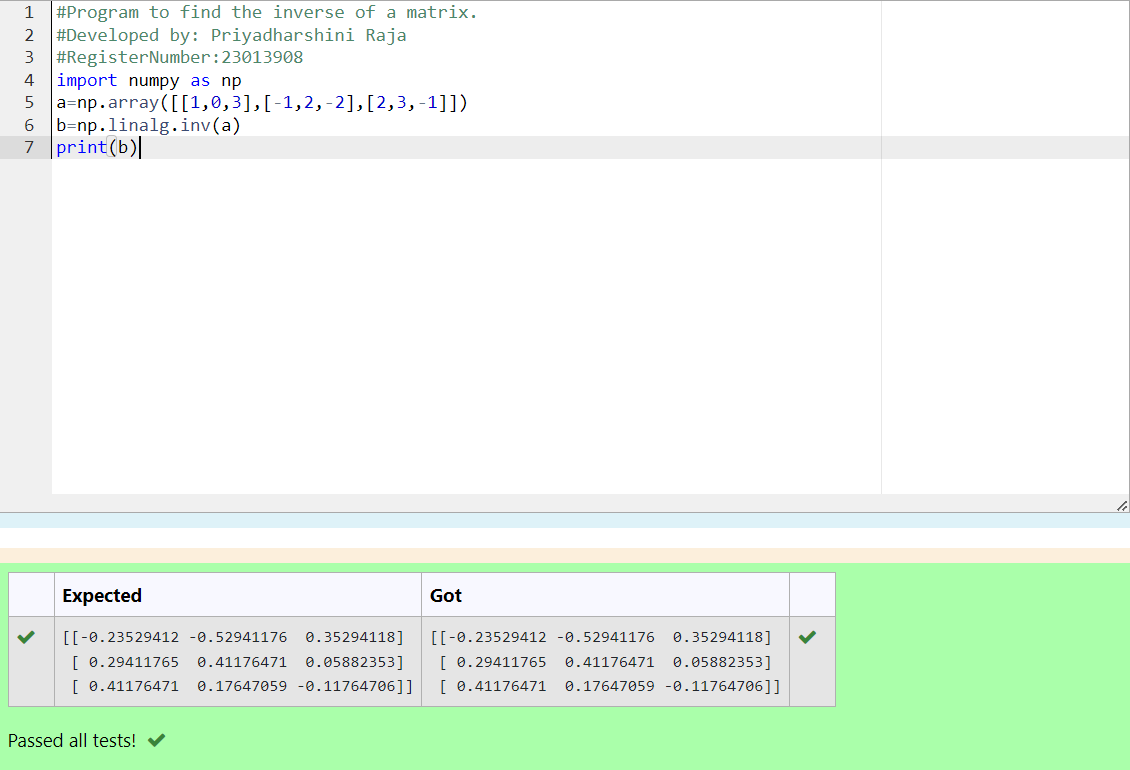 1 #Program to find the inverse of a matrix.
2 #Developed by: Priyadharshini Raja
3 #RegisterNumber:23013908
4 import numpy as np
5 a=np.array([[1,0,3],[-1,2,-2],[2,3,-1]])
6 b=np.linalg.inv(a)
7 print(b)
Expected Got
[[-0.23529412 -0.52941176  0.35294118] [[-0.23529412 -0.52941176  0.35294118]
[ 0.29411765  0.41176471  0.05882353] [ 0.29411765  0.41176471  0.05882353]
[ 0.41176471  0.17647059 -0.11764706]] [ 0.41176471  0.17647059 -0.11764706]]
Passed all tests!